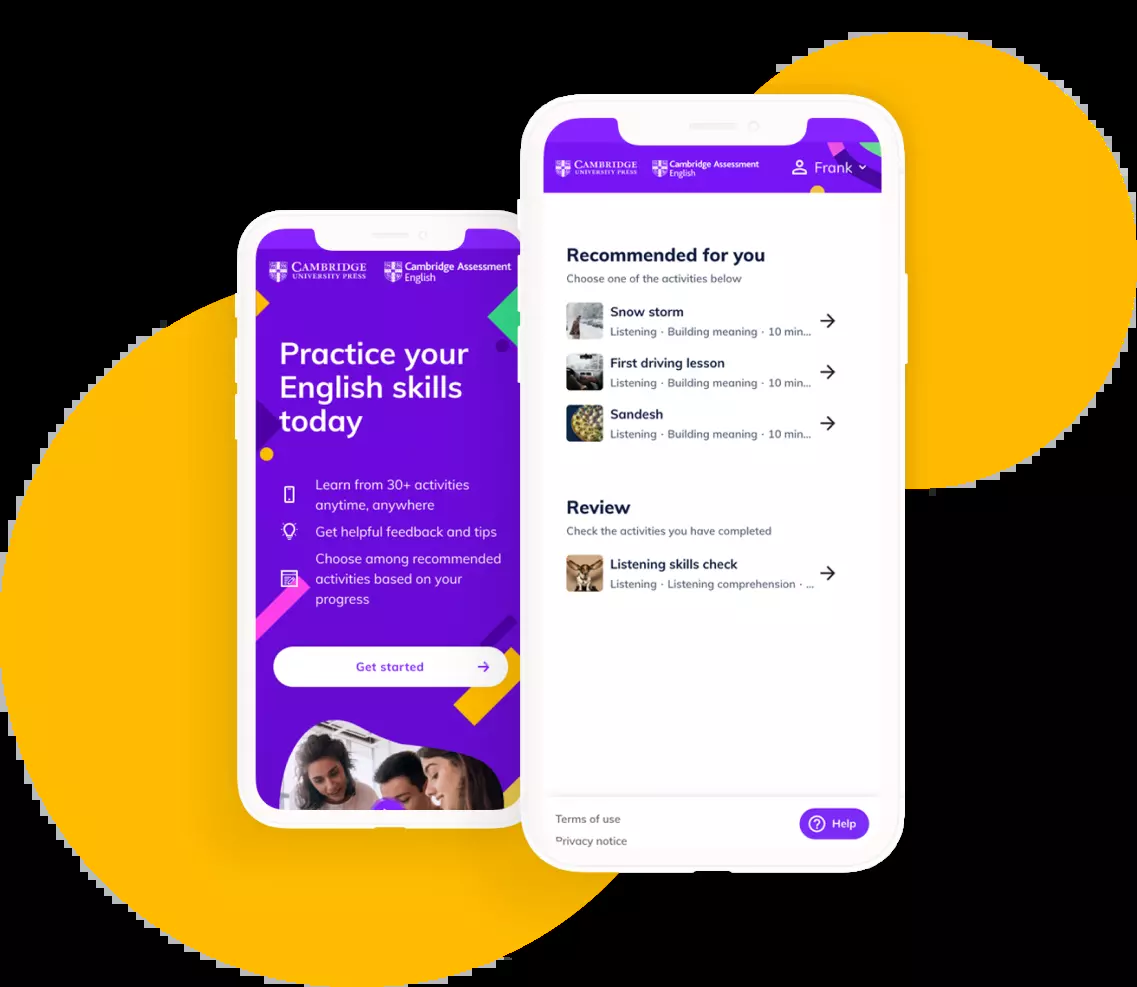 CAMBRIDGE
UNIVERSITY PRESS
Cambridge Assessment
English
Practice your
English skills
today
Learn from 30+ activities
anytime, anywhere
Get helpful feedback and tips
Choose among recommended
activities based on your
progress
Get started
CAMBRIDGE
UNIVERSITY PRESS
Cambridge Assessment
English
Frank
Recommended for you
Choose one of the activities below
Snow storm
Listening · Building meaning · 10 min...
First driving lesson
Listening · Building meaning · 10 min...
Sandesh
Listening · Building meaning · 10 min...
Review
Check the activities you have completed
Listening skills check
Listening · Listening comprehension · ...
Terms of use
Privacy notice
Help